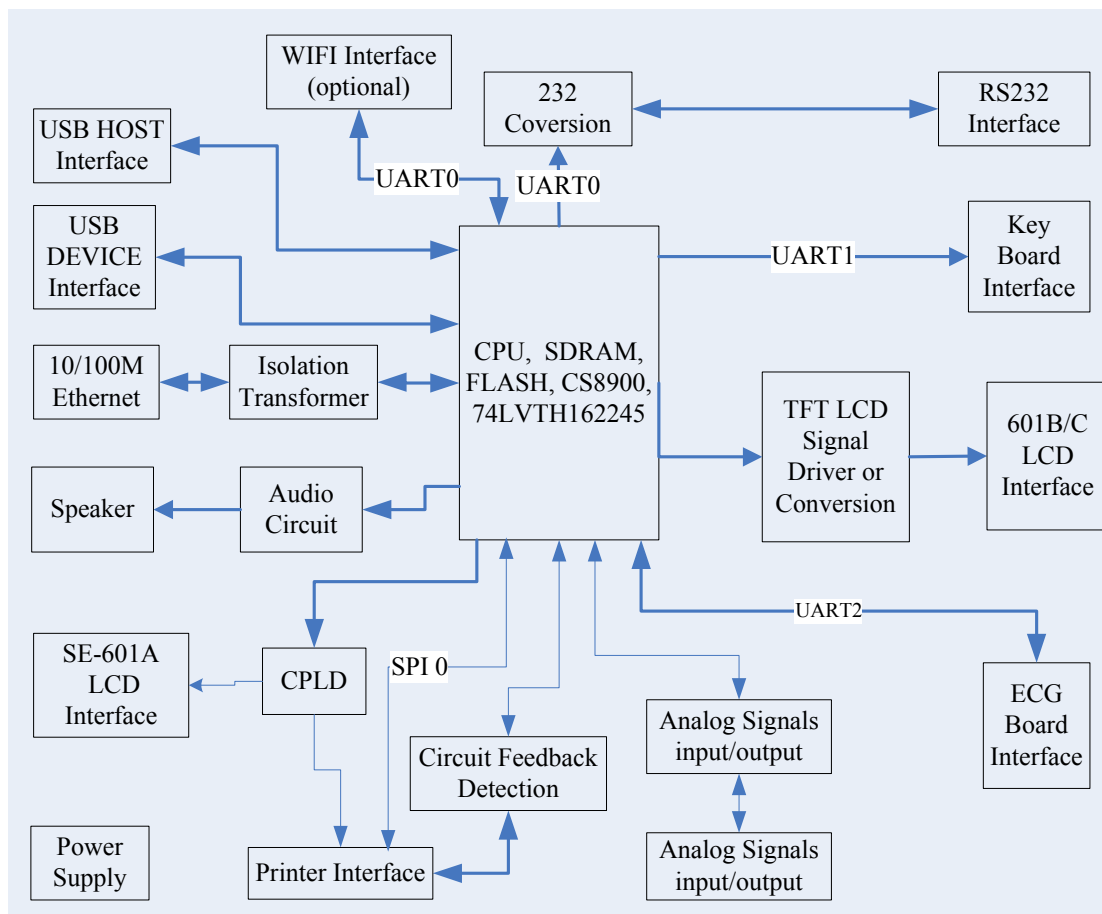 WIFI Interface
(optional)
232
Coversion
RS232
Interface
USB HOST
Interface
UART0
UART0
USB
DEVICE
Interface
UART1
Key
Board
Interface
10/100M
Ethernet
Isolation
Transformer
CPU, SDRAM,
FLASH, CS8900,
74LVTH162245
TFT LCD
Signal
Driver or
Conversion
601B/C
LCD
Interface
Speaker
Audio
Circuit
UART2
SE-601A
LCD
Interface
CPLD
SPI 0
ECG
Board
Interface
Analog Signals
input/output
Circuit Feedback
Detection
Power
Supply
Printer Interface
Analog Signals
input/output